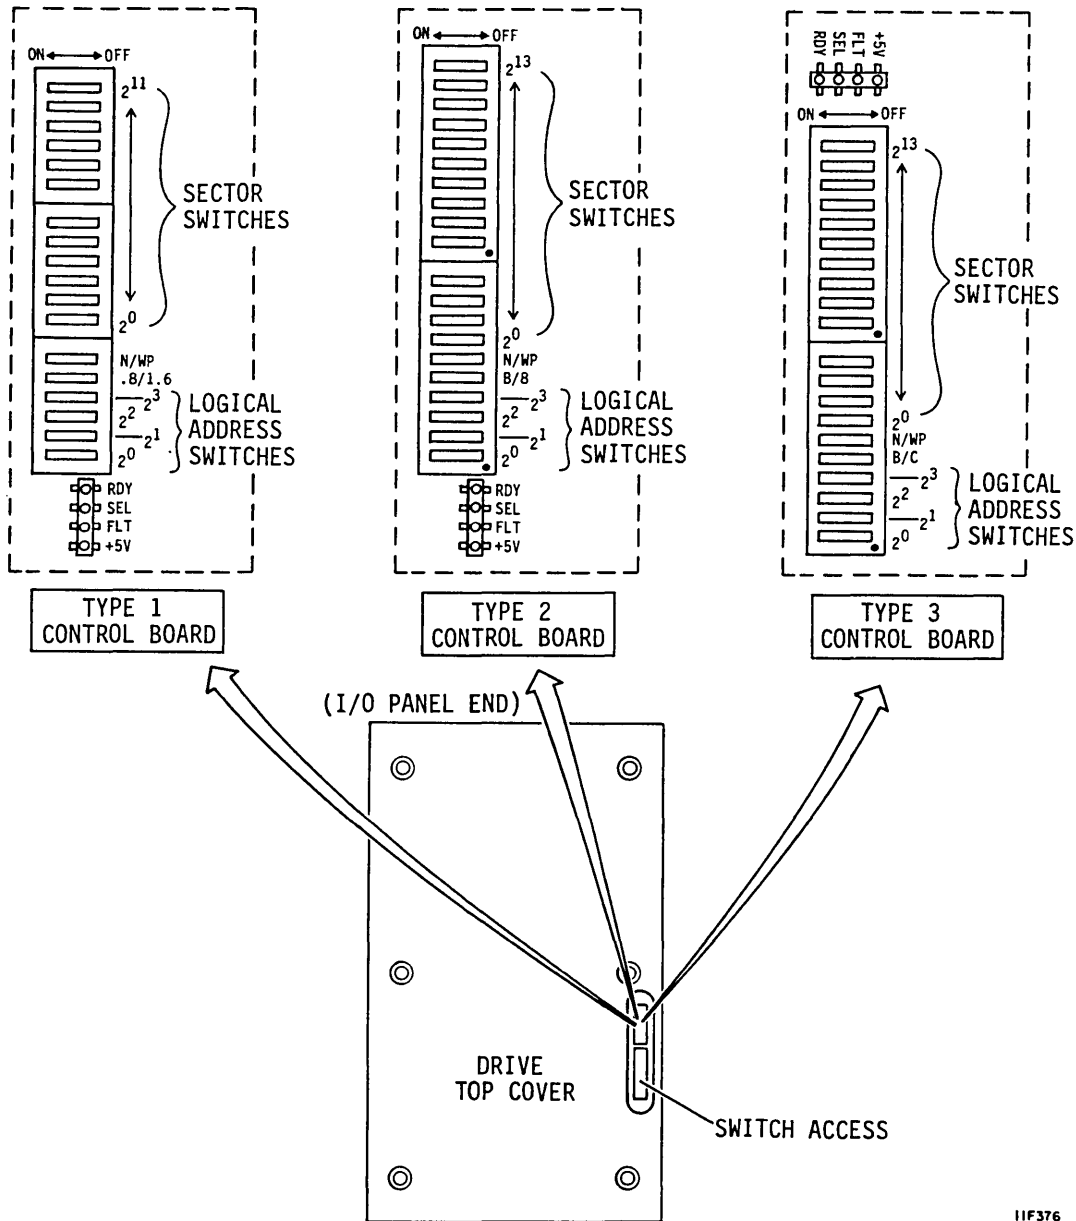 ON OFF
2^11
SECTOR
SWITCHES
2^0
N/WP
.8/1.6
2^3
2^2
2^1
2^0
LOGICAL
ADDRESS
SWITCHES
RDY
SEL
FLT
+5V
TYPE 1
CONTROL BOARD
ON OFF
2^13
SECTOR
SWITCHES
2^0
N/WP
B/8
2^3
2^2
2^1
2^0
LOGICAL
ADDRESS
SWITCHES
RDY
SEL
FLT
+5V
TYPE 2
CONTROL BOARD
RDY
SEL
FLT
+5V
ON OFF
2^13
SECTOR
SWITCHES
2^0
N/WP
B/C
2^3
2^2
2^1
2^0
LOGICAL
ADDRESS
SWITCHES
TYPE 3
CONTROL BOARD
(I/O PANEL END)
DRIVE
TOP COVER
SWITCH ACCESS
11F376